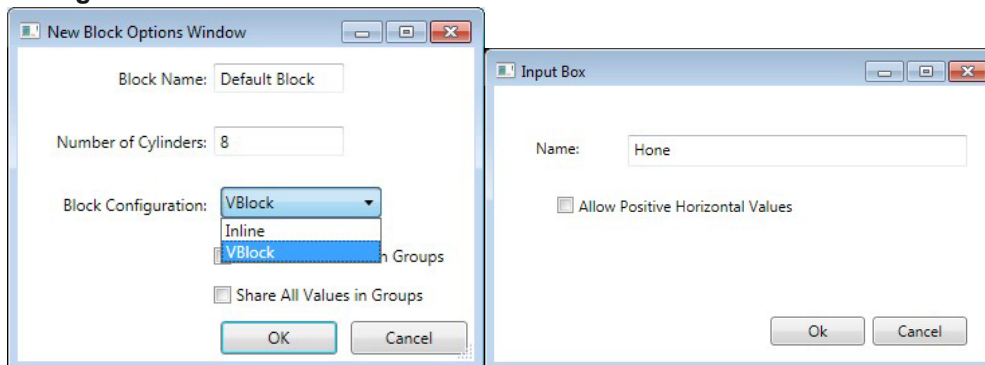 New Block Options Window
Block Name: Default Block
Number of Cylinders: 8
Block Configuration: VBlock
Inline
VBlock
n Groups
Share All Values in Groups
OK Cancel
Input Box
Name: Hone
Allow Positive Horizontal Values
Ok Cancel